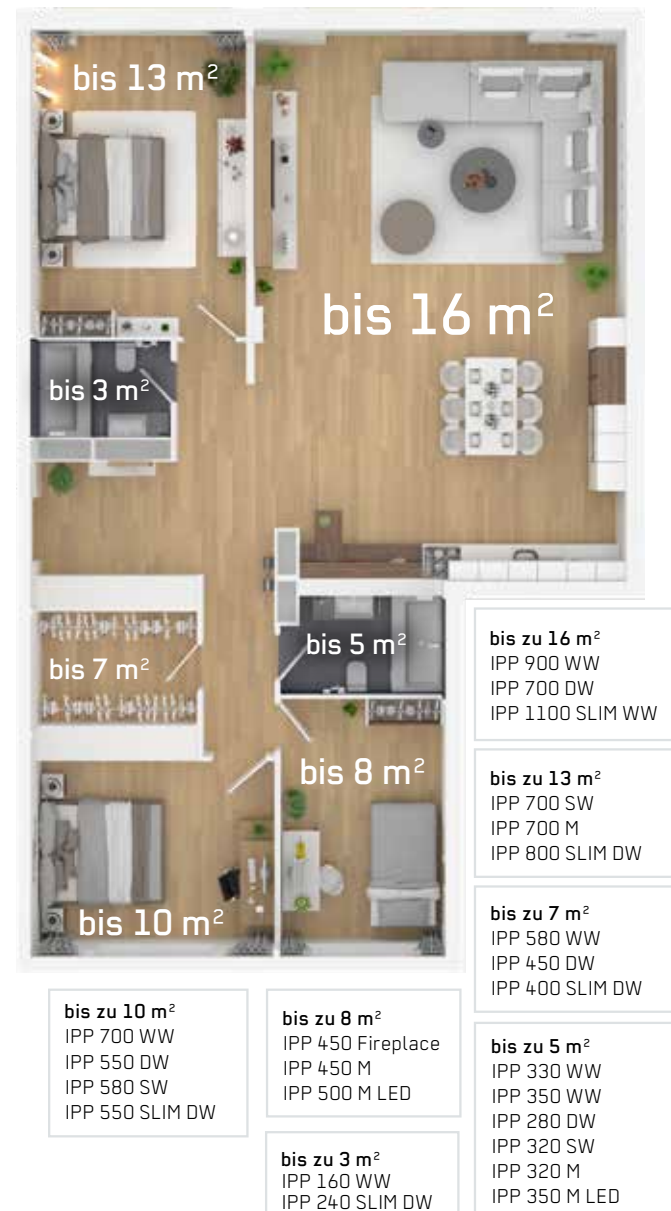 bis 13 m²
bis 16 m²
bis 3 m²
bis 5 m²
bis 7 m²
bis 8 m²
bis 10 m²
bis zu 16 m²
IPP 900 WW
IPP 700 DW
IPP 1100 SLIM WW
bis zu 13 m²
IPP 700 SW
IPP 700 M
IPP 800 SLIM DW
bis zu 7 m²
IPP 580 WW
IPP 450 DW
IPP 400 SLIM DW
bis zu 10 m²
IPP 700 WW
IPP 550 DW
IPP 580 SW
IPP 550 SLIM DW
bis zu 8 m²
IPP 450 Fireplace
IPP 450 M
IPP 500 M LED
bis zu 5 m²
IPP 330 WW
IPP 350 WW
IPP 280 DW
IPP 320 SW
IPP 320 M
IPP 350 M LED
bis zu 3 m²
IPP 160 WW
IPP 240 SLIM DW